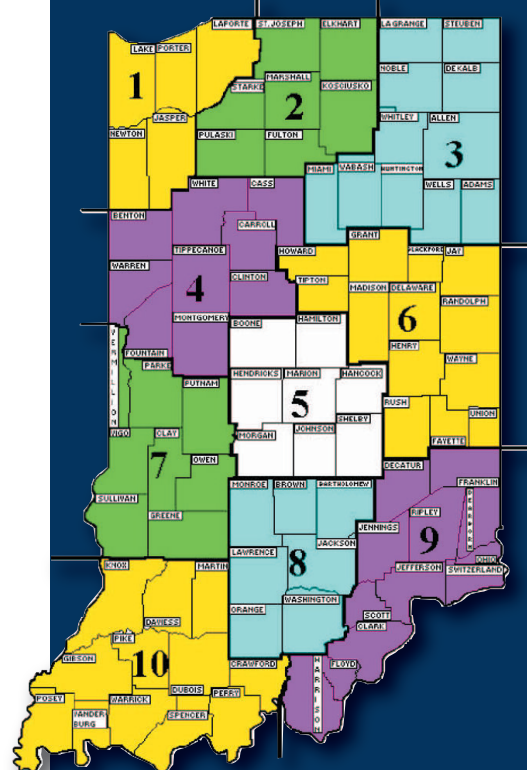 LAPORTE
ST. JOSEPH
ELKHART
LAGRANGE
STEUBEN
LAKE
PORTER
NOBLE
DEKALB
1
MARSHALL
STARKE
KOSCIUSKO
2
JASPER
WHITLEY
ALLEN
NEWTON
PULASKI
FULTON
3
MIAMI
WABASH
HUNTINGTON
WHITE
CASS
WELLS
ADAMS
BENTON
CARROLL
GRANT
TIPPECANOE
HOWARD
BLACKFORD
JAY
WARREN
CLINTON
TIPTON
4
MADISON
DELAWARE
RANDOLPH
MONTGOMERY
BOONE
HAMILTON
6
VERMILLION
FOUNTAIN
HENRY
WAYNE
PARKE
HENDRICKS
MARION
HANCOCK
PUTNAM
5
RUSH
UNION
SHELBY
VIGO
CLAY
MORGAN
JOHNSON
FAYETTE
7
OWEN
DECATUR
MONROE
BROWN
BARTHOLOMEW
FRANKLIN
SULLIVAN
DEARBORN
GREENE
RIPLEY
JENNINGS
JACKSON
9
LAWRENCE
OHIO
KNOX
MARTIN
8
JEFFERSON
SWITZERLAND
ORANGE
WASHINGTON
DAVIESS
SCOTT
CLARK
PIKE
GIBSON
10
CRAWFORD
HARRISON
FLOYD
DUBOIS
PERRY
POSEY
WARRICK
VANDER
BURG
SPENCER